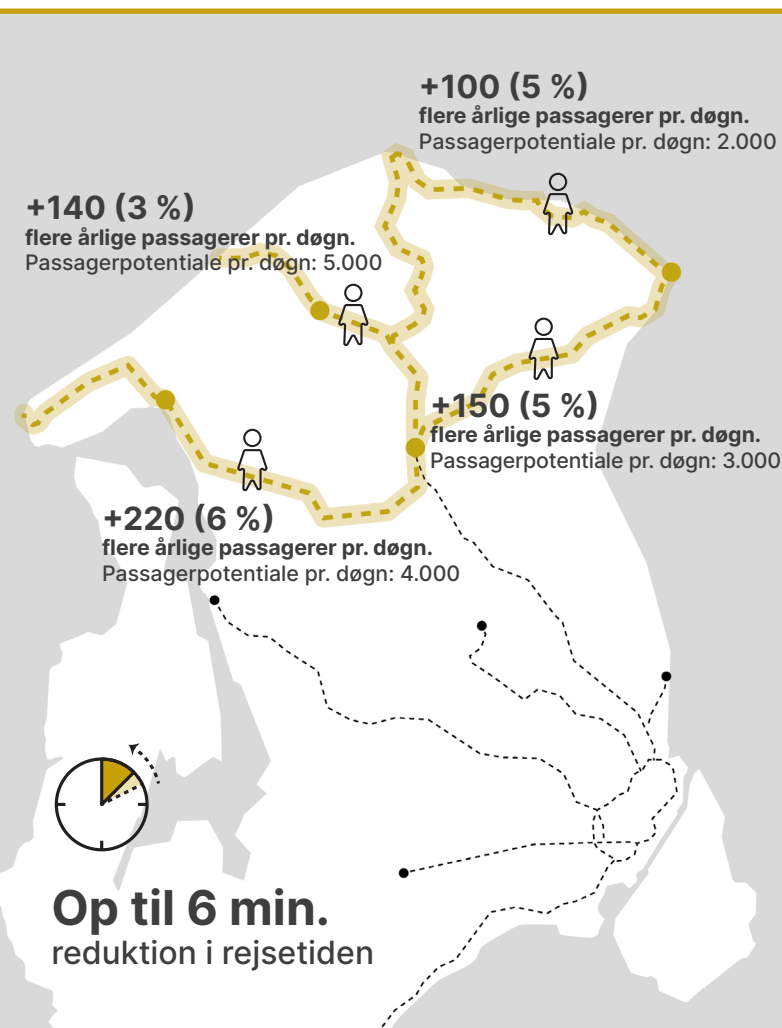 +100 (5 %)
flere årlige passagerer pr. døgn.
Passagerpotentiale pr. døgn: 2.000
+140 (3 %)
flere årlige passagerer pr. døgn.
Passagerpotentiale pr. døgn: 5.000
+150 (5 %)
flere årlige passagerer pr. døgn.
Passagerpotentiale pr. døgn: 3.000
+220 (6 %)
flere årlige passagerer pr. døgn.
Passagerpotentiale pr. døgn: 4.000
Op til 6 min.
reduktion i rejsetiden